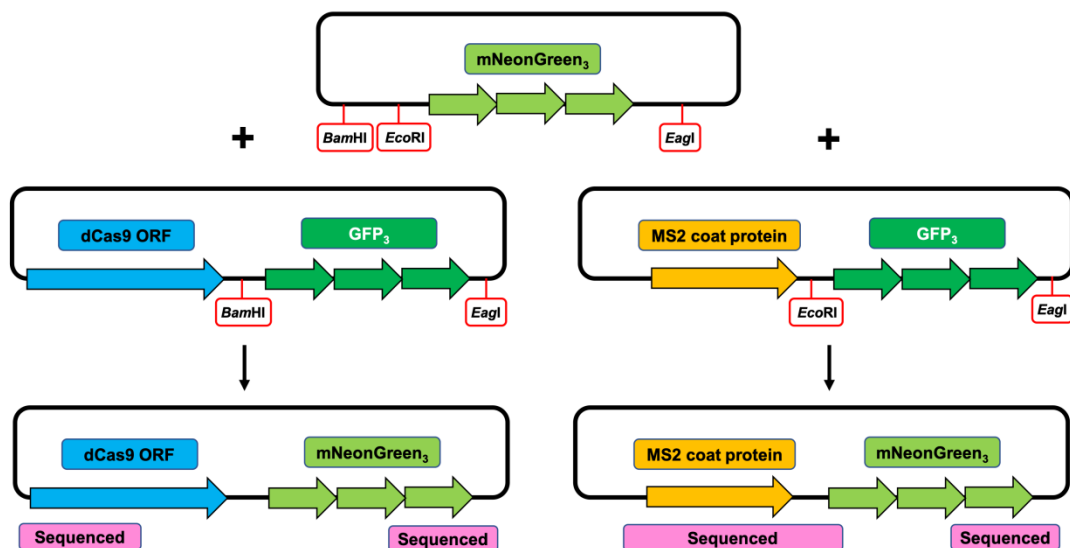 mNeonGreen₃
BamHI
EcoRI
EagI
+
+
dCas9 ORF
GFP₃
BamHI
EagI
MS2 coat protein
GFP₃
EcoRI
EagI
dCas9 ORF
mNeonGreen₃
Sequenced
Sequenced
MS2 coat protein
mNeonGreen₃
Sequenced
Sequenced